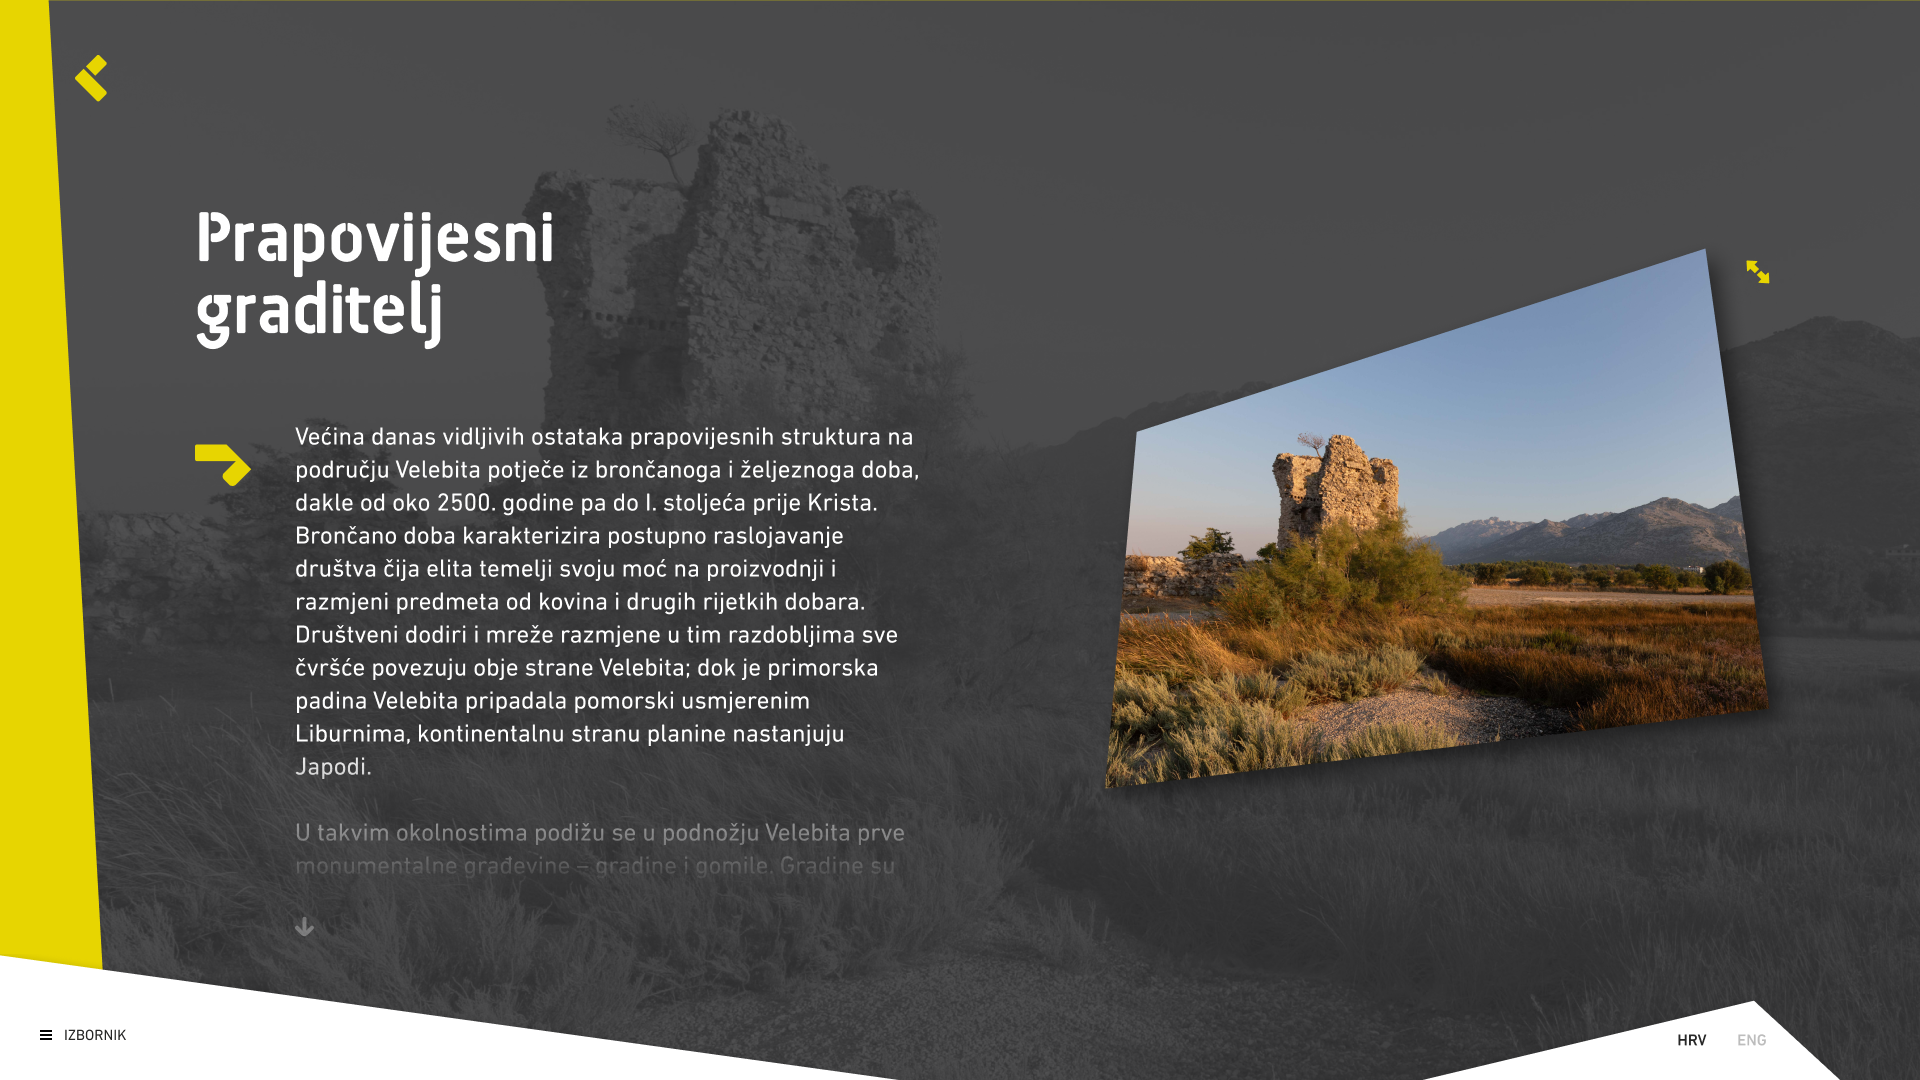 Prapovijesni
graditelj
Većina danas vidljivih ostataka prapovijesnih struktura na
području Velebita potječe iz brončanoga i željeznoga doba,
dakle od oko 2500. godine pa do I. stoljeća prije Krista.
Brončano doba karakterizira postupno raslojavanje
društva čija elita temelji svoju moć na proizvodnji i
razmjeni predmeta od kovina i drugih rijetkih dobara.
Društveni dodiri i mreže razmjene u tim razdobljima sve
čvršće povezuju obje strane Velebita; dok je primorska
padina Velebita pripadala pomorski usmjerenim
Liburnima, kontinentalnu stranu planine nastanjuju
Japodi.
U takvim okolnostima podižu se u podnožju Velebita prve
monumentalne građevine – gradine i gomile. Gradine su
IZBORNIK
HRV ENG